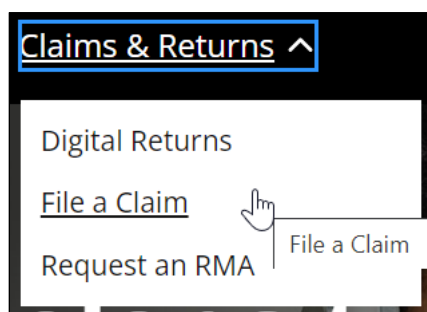 Claims & Returns
Digital Returns
File a Claim
File a Claim
Request an RMA